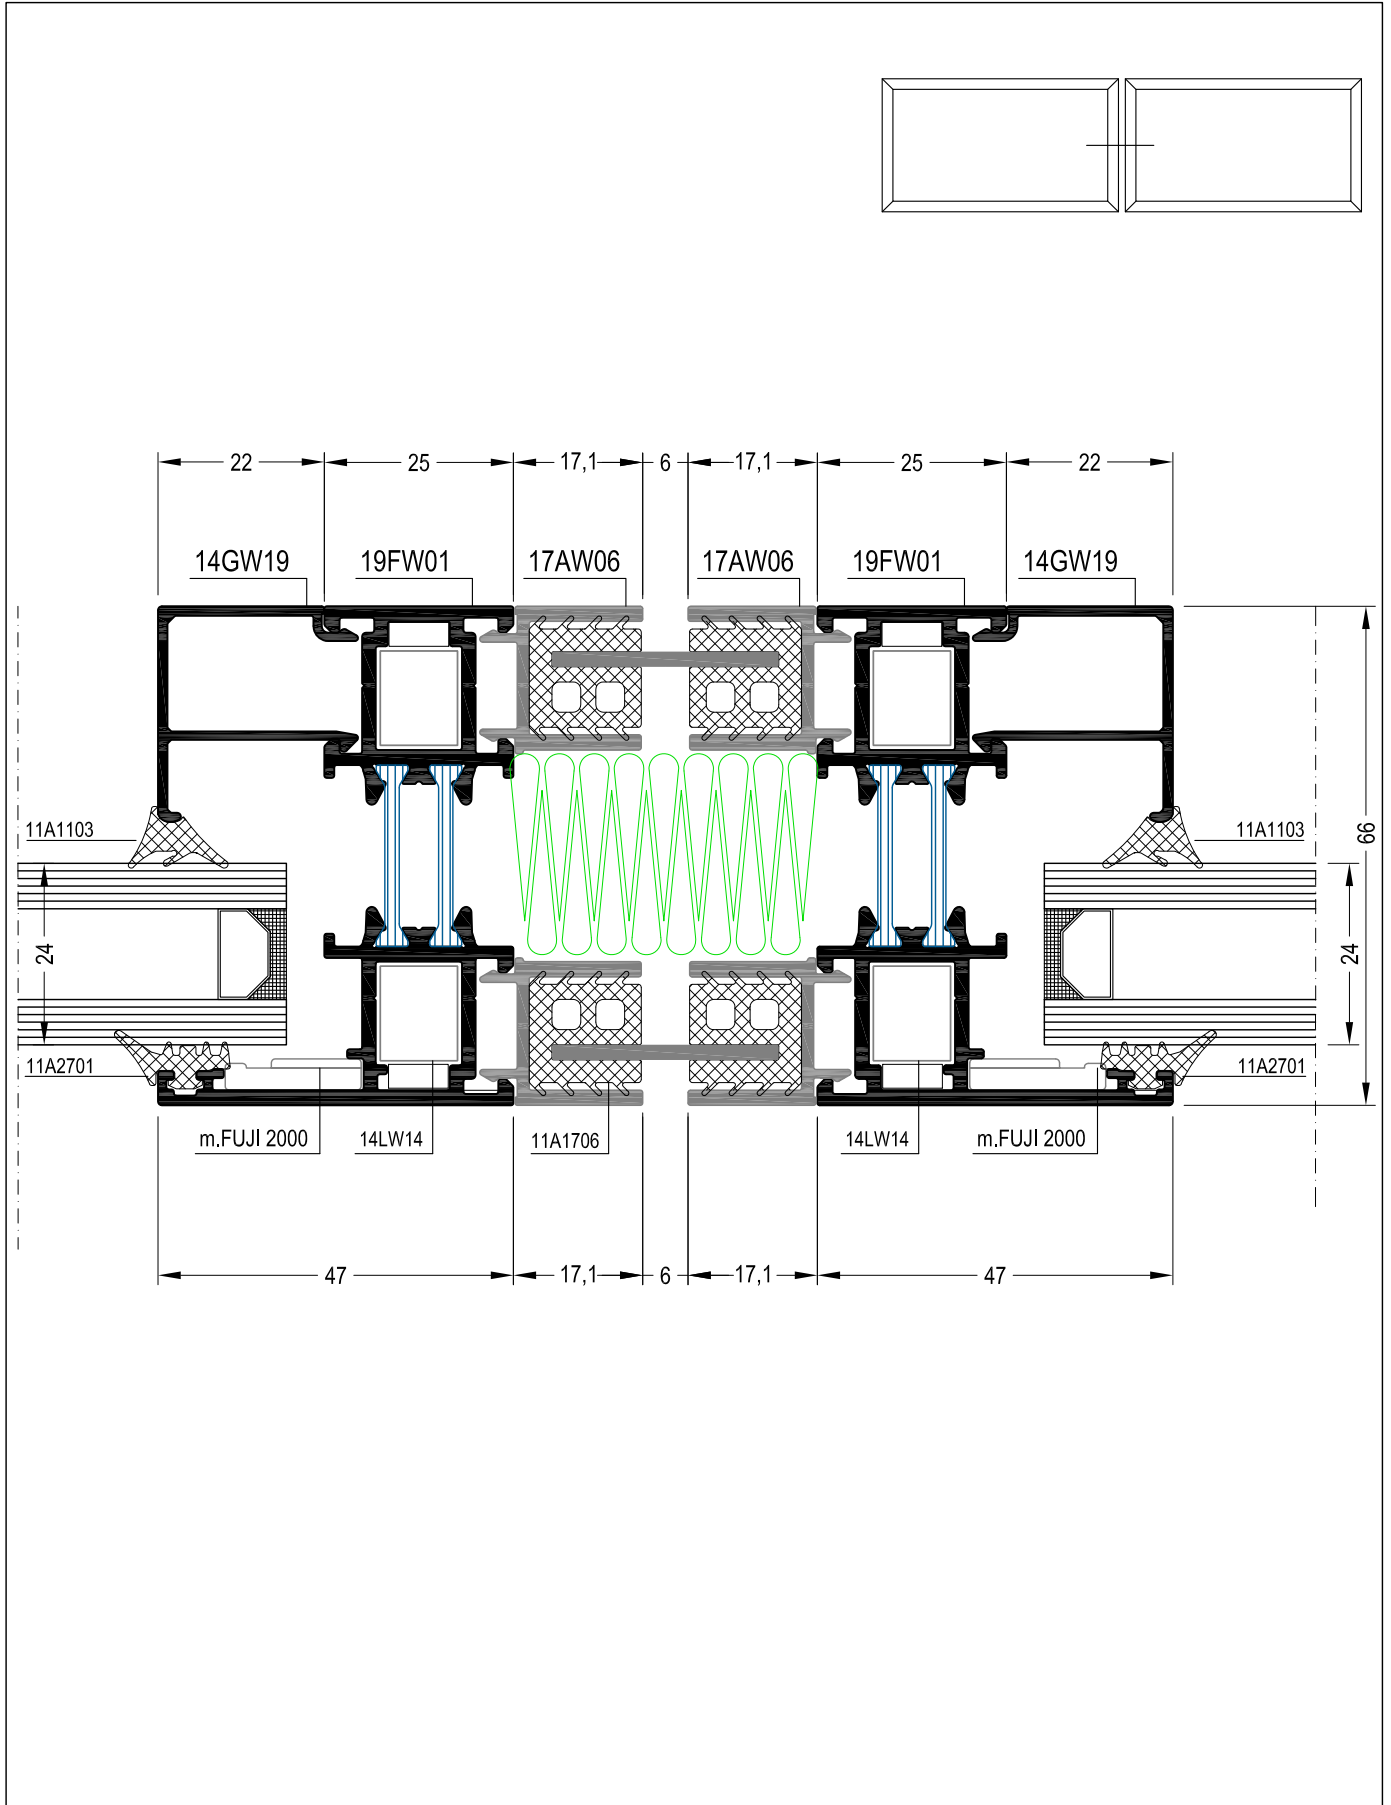 22 25 17,1 6 17,1 25 22
14GW19 19FW01 17AW06 17AW06 19FW01 14GW19
11A1103 11A1103
66
24 24
11A2701 11A2701
m.FUJI 2000 14LW14 11A1706 14LW14 m.FUJI 2000
47 17,1 6 17,1 47